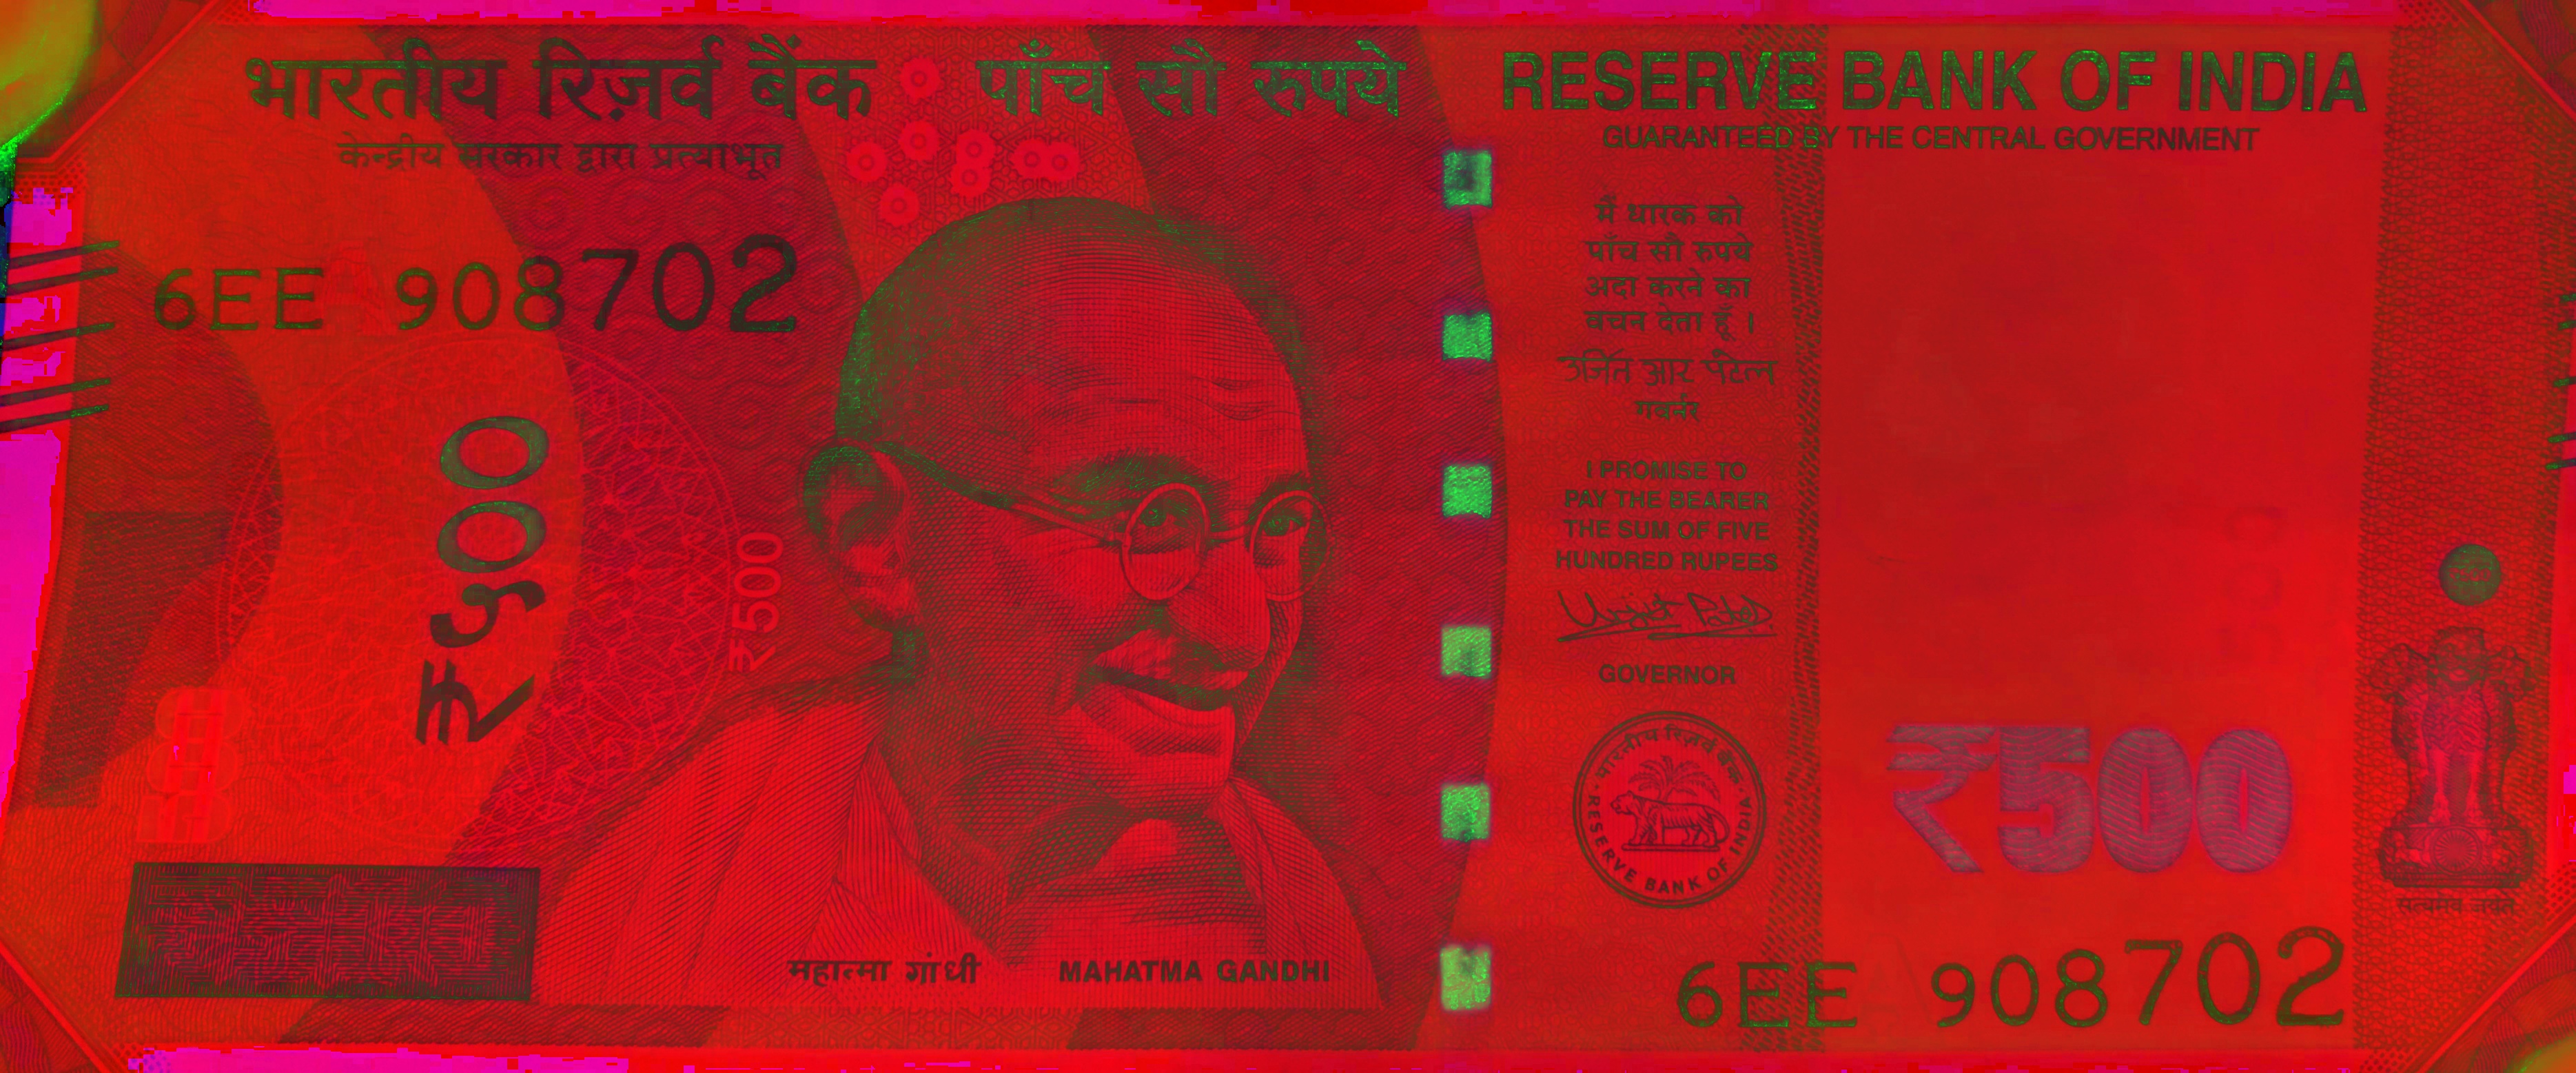 भारतीय रिज़र्व बैंक पाँच सौ रुपये
केन्द्रीय सरकार द्वारा प्रत्याभूत
RESERVE BANK OF INDIA
GUARANTEED BY THE CENTRAL GOVERNMENT
6EE 908702
₹५००
₹500
मैं धारक को
पाँच सौ रुपये
अदा करने का
वचन देता हूँ ।
उर्जित आर पटेल
गवर्नर
I PROMISE TO
PAY THE BEARER
THE SUM OF FIVE
HUNDRED RUPEES
Urjit Patel
GOVERNOR
भारतीय रिज़र्व बैंक
RESERVE BANK OF INDIA
500
₹500
सत्यमेव जयते
महात्मा गांधी MAHATMA GANDHI
6EE 908702